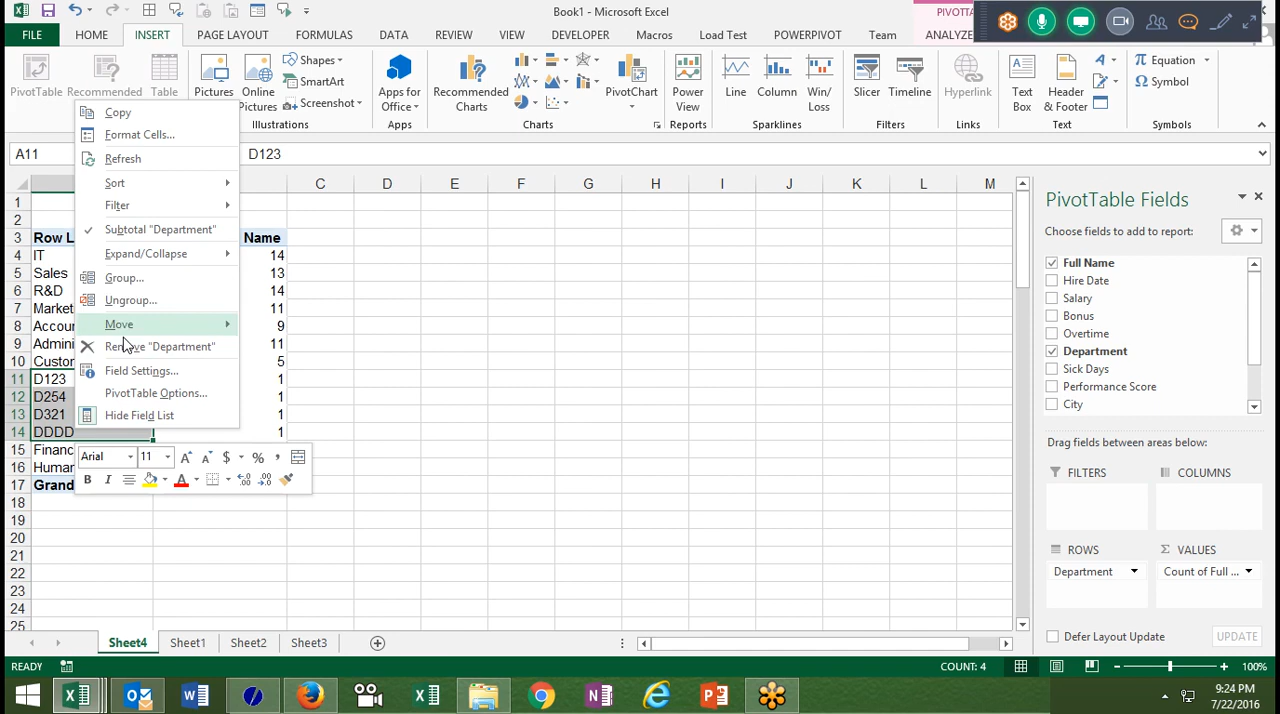 Book1 - Microsoft Excel
FILE HOME INSERT PAGE LAYOUT FORMULAS DATA REVIEW VIEW DEVELOPER Macros Load Test POWERPIVOT Team ANALYZE
PivotTable Recommended Table Pictures Online Pictures
Shapes
SmartArt
Screenshot
Apps for Office
Recommended Charts
PivotChart
Power View
Line Column Win/Loss
Slicer Timeline
Hyperlink
Text Box
Header & Footer
Equation
Symbol
Illustrations Apps Charts Reports Sparklines Filters Links Text Symbols
A11 D123
C D E F G H I J K L M
1
2
3 Row L Name
4 IT 14
5 Sales 13
6 R&D 14
7 Market 11
8 Accou 9
9 Admini 11
10 Custom 5
11 D123 1
12 D254 1
13 D321 1
14 DDDD 1
15 Financ
16 Human
17 Grand
18
19
20
21
22
23
24
25
Copy
Format Cells...
Refresh
Sort
Filter
Subtotal "Department"
Expand/Collapse
Group...
Ungroup...
Move
Remove "Department"
Field Settings...
PivotTable Options...
Hide Field List
Arial 11 A A $ % ,
B I A
PivotTable Fields
Choose fields to add to report:
Full Name
Hire Date
Salary
Bonus
Overtime
Department
Sick Days
Performance Score
City
Drag fields between areas below:
FILTERS COLUMNS
ROWS Σ VALUES
Department Count of Full ...
Defer Layout Update UPDATE
Sheet4 Sheet1 Sheet2 Sheet3
READY COUNT: 4 100%
9:24 PM
7/22/2016